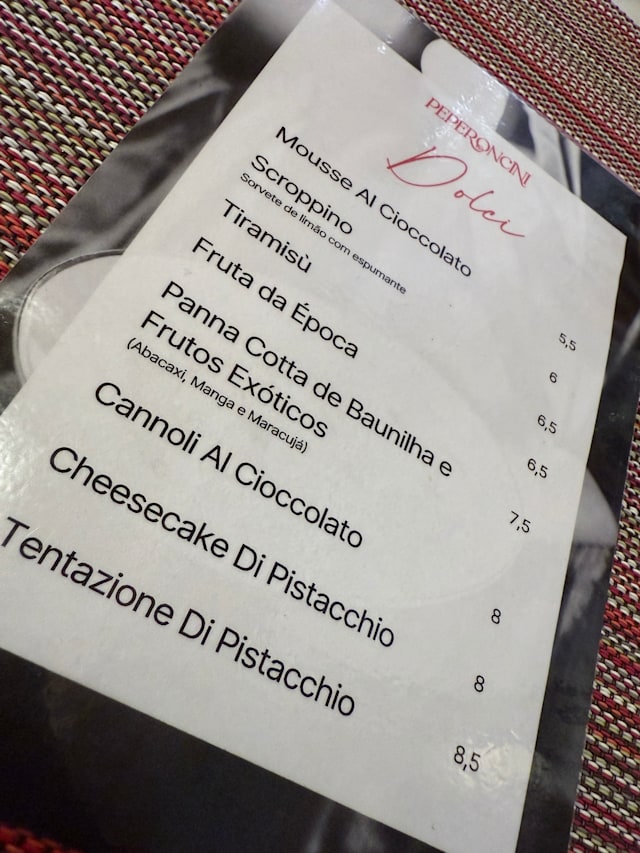 PEPERONCINI
Dolci
Mousse Al Cioccolato 5,5
Scroppino 6
Sorvete de limão com espumante
Tiramisù 6,5
Fruta da Época 6,5
Panna Cotta de Baunilha e 7,5
Frutos Exóticos
(Abacaxi, Manga e Maracujá)
Cannoli Al Cioccolato 8
Cheesecake Di Pistacchio 8
Tentazione Di Pistacchio 8,5